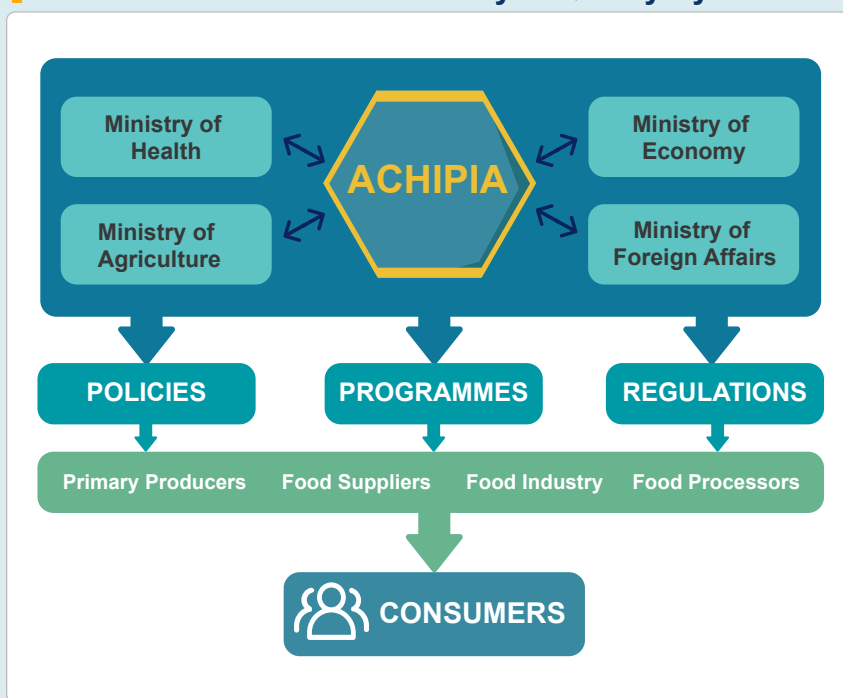 Ministry of
Health
ACHIPIA
Ministry of
Economy
Ministry of
Agriculture
Ministry of
Foreign Affairs
POLICIES
PROGRAMMES
REGULATIONS
Primary Producers
Food Suppliers
Food Industry
Food Processors
CONSUMERS